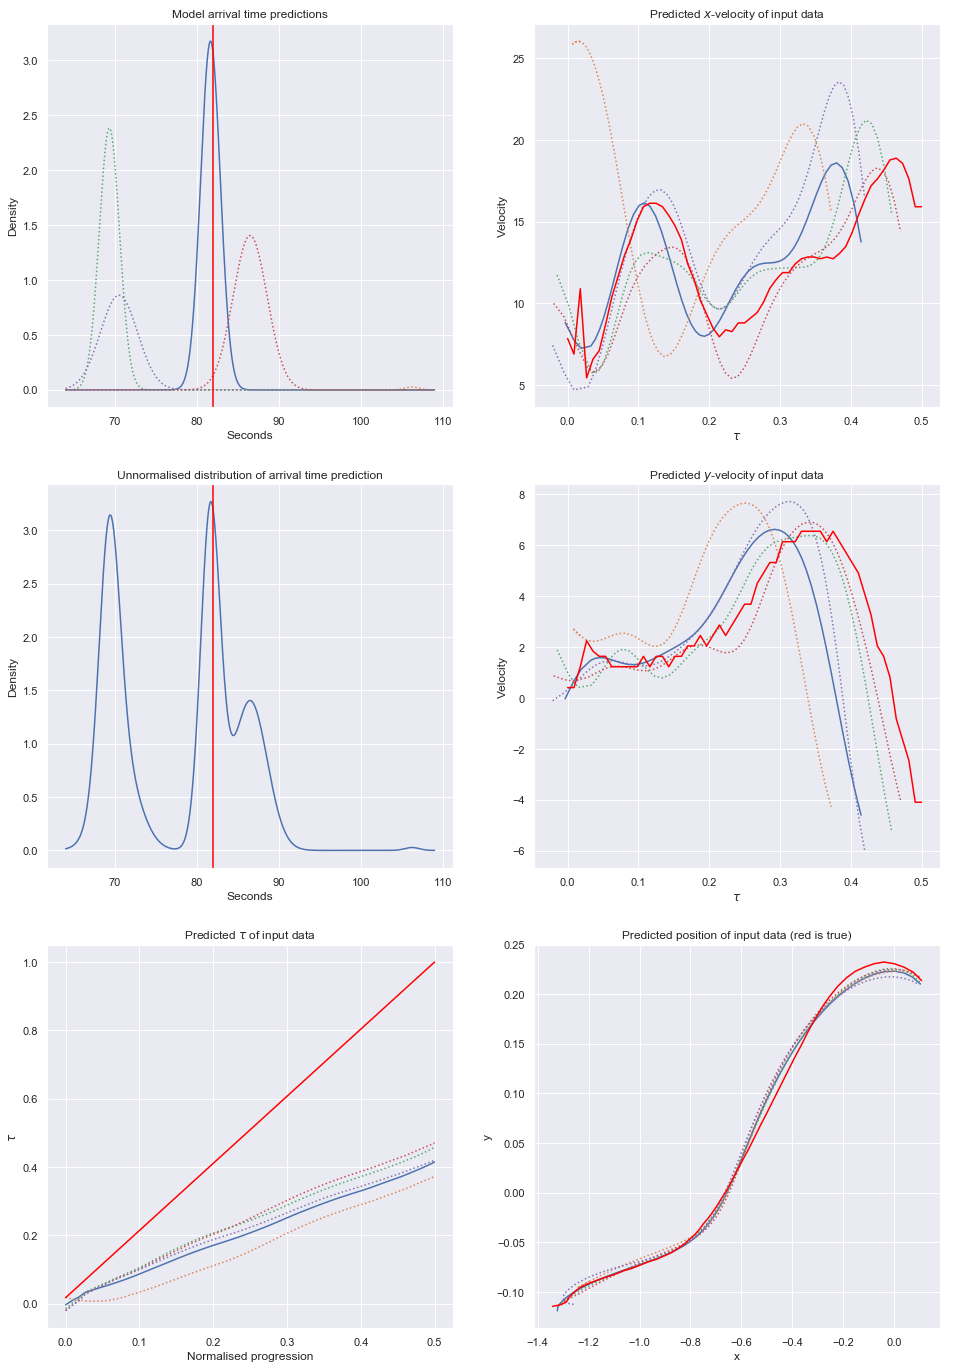 Model arrival time predictions
3.0
2.5
2.0
1.5
1.0
0.5
0.0
Density
70 80 90 100 110
Seconds
Predicted x-velocity of input data
25
20
15
10
5
Velocity
0.0 0.1 0.2 0.3 0.4 0.5
τ
Unnormalised distribution of arrival time prediction
3.0
2.5
2.0
1.5
1.0
0.5
0.0
Density
70 80 90 100 110
Seconds
Predicted y-velocity of input data
8
6
4
2
0
−2
−4
−6
Velocity
0.0 0.1 0.2 0.3 0.4 0.5
τ
Predicted τ of input data
1.0
0.8
0.6
0.4
0.2
0.0
τ
0.0 0.1 0.2 0.3 0.4 0.5
Normalised progression
Predicted position of input data (red is true)
0.25
0.20
0.15
0.10
0.05
0.00
−0.05
−0.10
y
−1.4 −1.2 −1.0 −0.8 −0.6 −0.4 −0.2 0.0
x